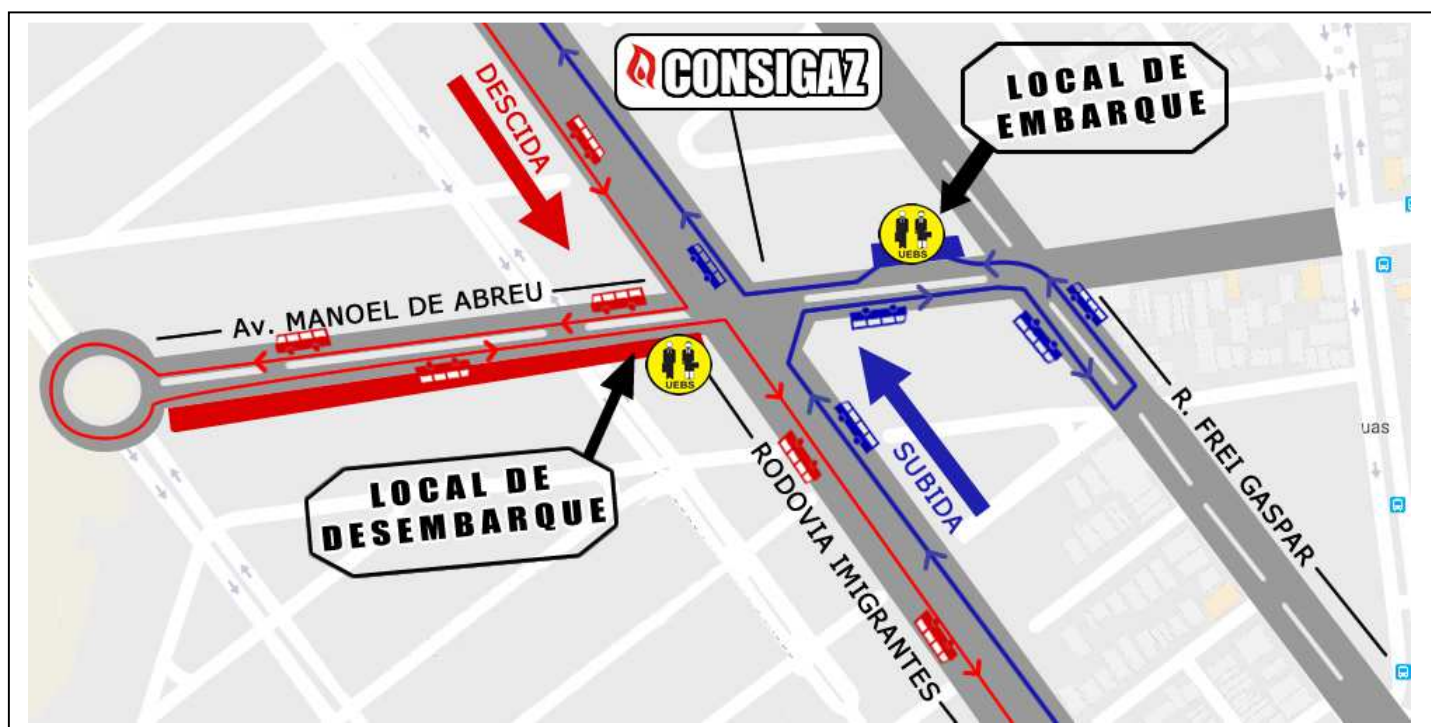 CONSIGAZ
LOCAL DE
EMBARQUE
DESCIDA
UEBS
Av. MANOEL DE ABREU
UEBS
LOCAL DE
DESEMBARQUE
RODOVIA IMIGRANTES
SUBIDA
R. FREI GASPAR
uas